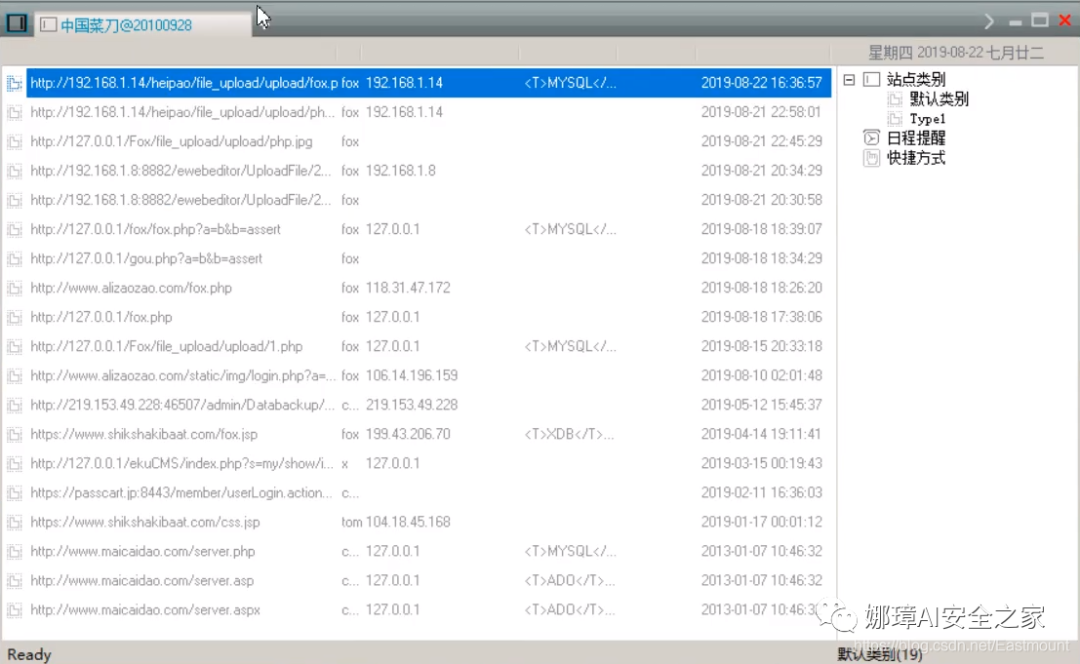 中国菜刀@20100928
星期四 2019-08-22 七月廿二
http://192.168.1.14/heipao/file_upload/upload/fox.p fox 192.168.1.14 <T>MYSQL</... 2019-08-22 16:36:57
http://192.168.1.14/heipao/file_upload/upload/ph... fox 192.168.1.14 2019-08-21 22:58:01
http://127.0.0.1/Fox/file_upload/upload/php.jpg fox 2019-08-21 22:45:29
http://192.168.1.8:8882/ewebeditor/UploadFile/2... fox 192.168.1.8 2019-08-21 20:34:29
http://192.168.1.8:8882/ewebeditor/UploadFile/2... fox 2019-08-21 20:30:58
http://127.0.0.1/fox/fox.php?a=b&b=assert fox 127.0.0.1 <T>MYSQL</... 2019-08-18 18:39:07
http://127.0.0.1/gou.php?a=b&b=assert fox 2019-08-18 18:34:29
http://www.alizaozao.com/fox.php fox 118.31.47.172 2019-08-18 18:26:20
http://127.0.0.1/fox.php fox 127.0.0.1 2019-08-18 17:38:06
http://127.0.0.1/Fox/file_upload/upload/1.php fox 127.0.0.1 <T>MYSQL</... 2019-08-15 20:33:18
http://www.alizaozao.com/static/img/login.php?a=... fox 106.14.196.159 2019-08-10 02:01:48
http://219.153.49.228:46507/admin/Databackup/... c... 219.153.49.228 2019-05-12 15:45:37
https://www.shikshakibaat.com/fox.jsp fox 199.43.206.70 <T>XDB</T>... 2019-04-14 19:11:41
http://127.0.0.1/ekuCMS/index.php?s=my/show/i... x 127.0.0.1 2019-03-15 00:19:43
https://passcart.jp:8443/member/userLogin.action... c... 2019-02-11 16:36:03
https://www.shikshakibaat.com/css.jsp tom 104.18.45.168 2019-01-17 00:01:12
http://www.maicaidao.com/server.php c... 127.0.0.1 <T>MYSQL</... 2013-01-07 10:46:32
http://www.maicaidao.com/server.asp c... 127.0.0.1 <T>ADO</T>... 2013-01-07 10:46:32
http://www.maicaidao.com/server.aspx c... 127.0.0.1 <T>ADO</T>... 2013-01-07 10:46:32
站点类别
默认类别
Type1
日程提醒
快捷方式
娜璋AI安全之家
https://blog.csdn.net/Eastmount
Ready
默认类别(19)